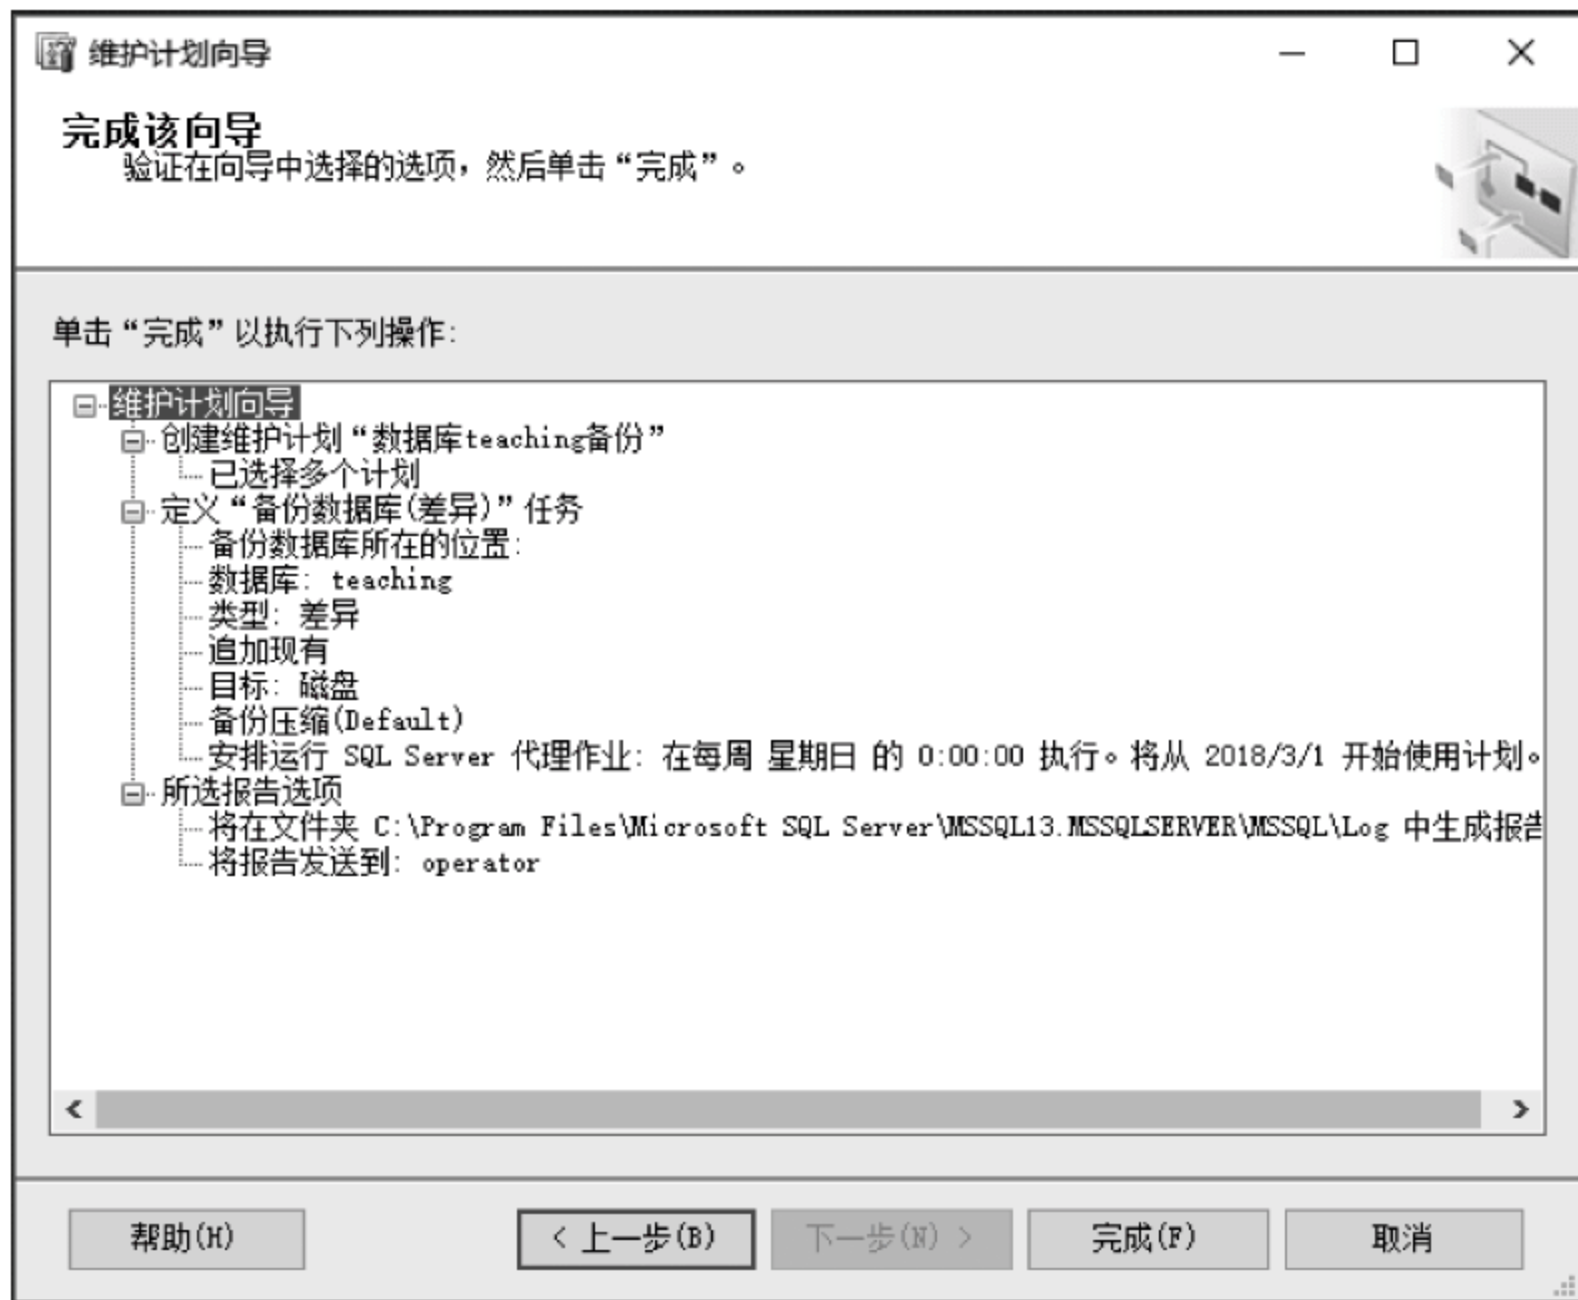 维护计划向导
完成该向导
验证在向导中选择的选项，然后单击“完成”。
单击“完成”以执行下列操作:
维护计划向导
创建维护计划“数据库teaching备份”
已选择多个计划
定义“备份数据库(差异)”任务
备份数据库所在的位置:
数据库: teaching
类型: 差异
追加现有
目标: 磁盘
备份压缩(Default)
安排运行 SQL Server 代理作业: 在每周 星期日 的 0:00:00 执行。将从 2018/3/1 开始使用计划。
所选报告选项
将在文件夹 C:\Program Files\Microsoft SQL Server\MSSQL13.MSSQLSERVER\MSSQL\Log 中生成报告
将报告发送到: operator
帮助(H)
< 上一步(B)
下一步(N) >
完成(F)
取消